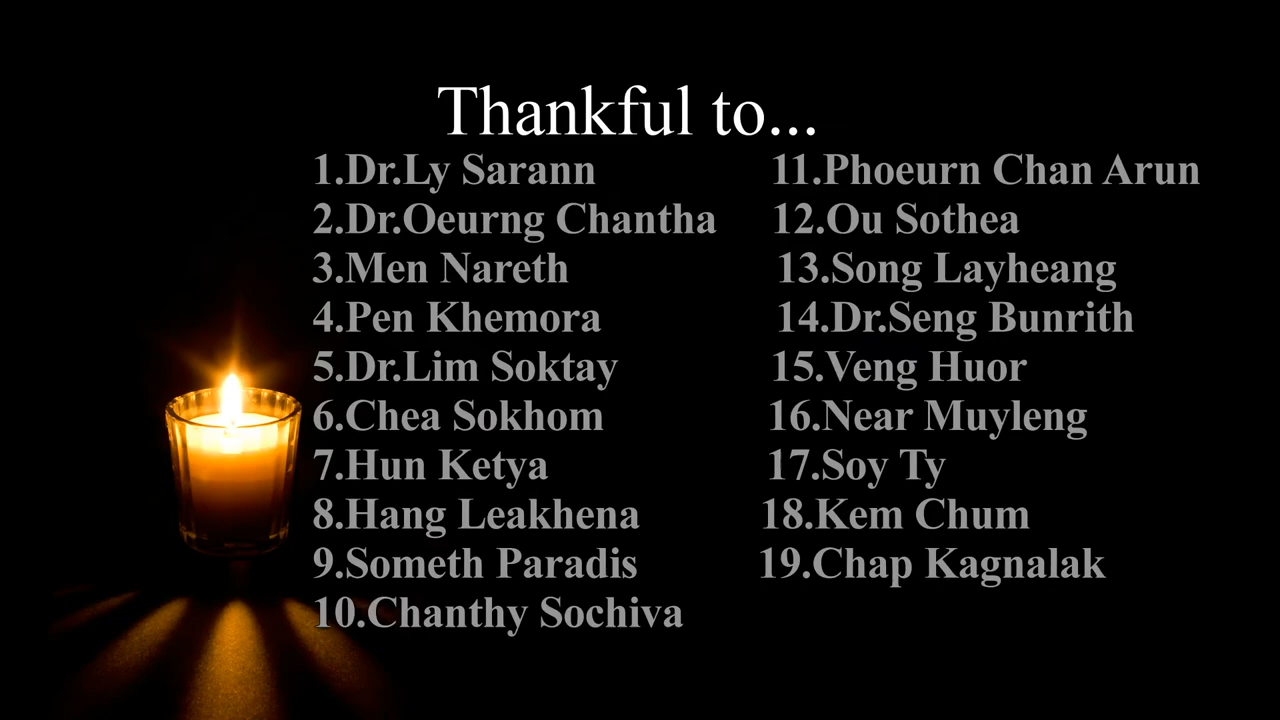 Thankful to...
1.Dr.Ly Sarann
2.Dr.Oeurng Chantha
3.Men Nareth
4.Pen Khemora
5.Dr.Lim Soktay
6.Chea Sokhom
7.Hun Ketya
8.Hang Leakhena
9.Someth Paradis
10.Chanthy Sochiva
11.Phoeurn Chan Arun
12.Ou Sothea
13.Song Layheang
14.Dr.Seng Bunrith
15.Veng Huor
16.Near Muyleng
17.Soy Ty
18.Kem Chum
19.Chap Kagnalak